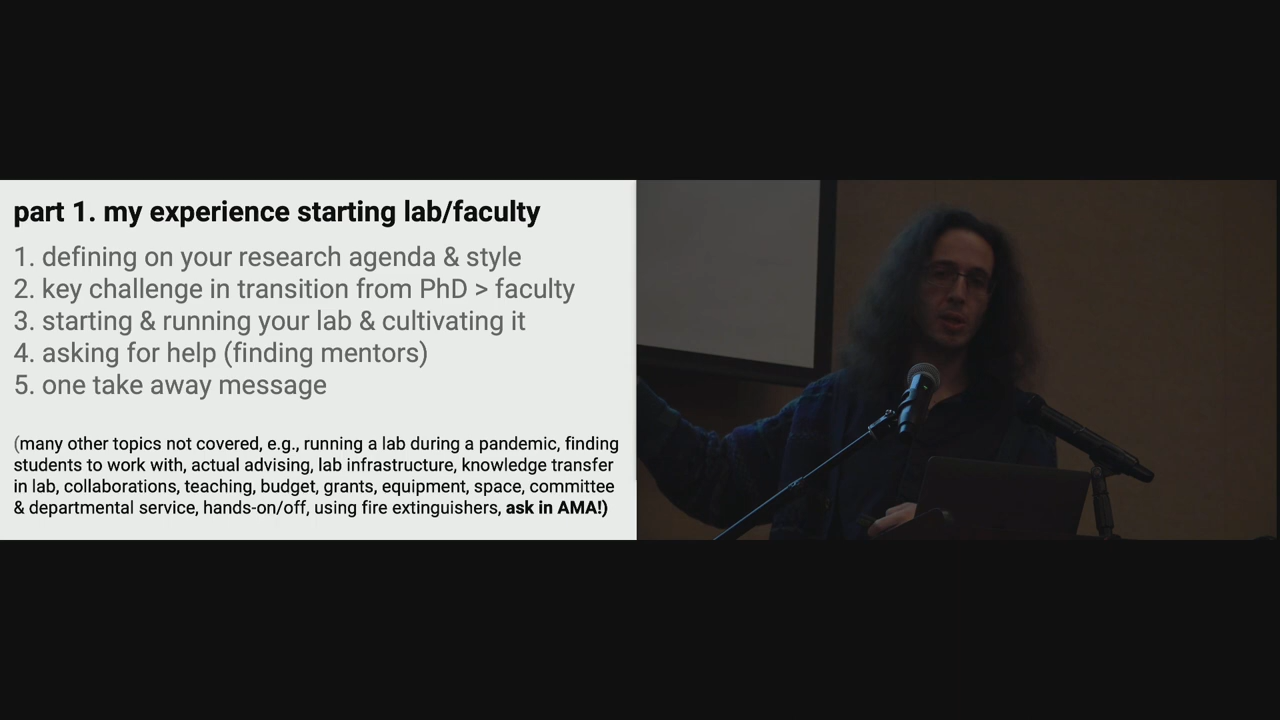 part 1. my experience starting lab/faculty
1. defining on your research agenda & style
2. key challenge in transition from PhD > faculty
3. starting & running your lab & cultivating it
4. asking for help (finding mentors)
5. one take away message
(many other topics not covered, e.g., running a lab during a pandemic, finding
students to work with, actual advising, lab infrastructure, knowledge transfer
in lab, collaborations, teaching, budget, grants, equipment, space, committee
& departmental service, hands-on/off, using fire extinguishers, ask in AMA!)